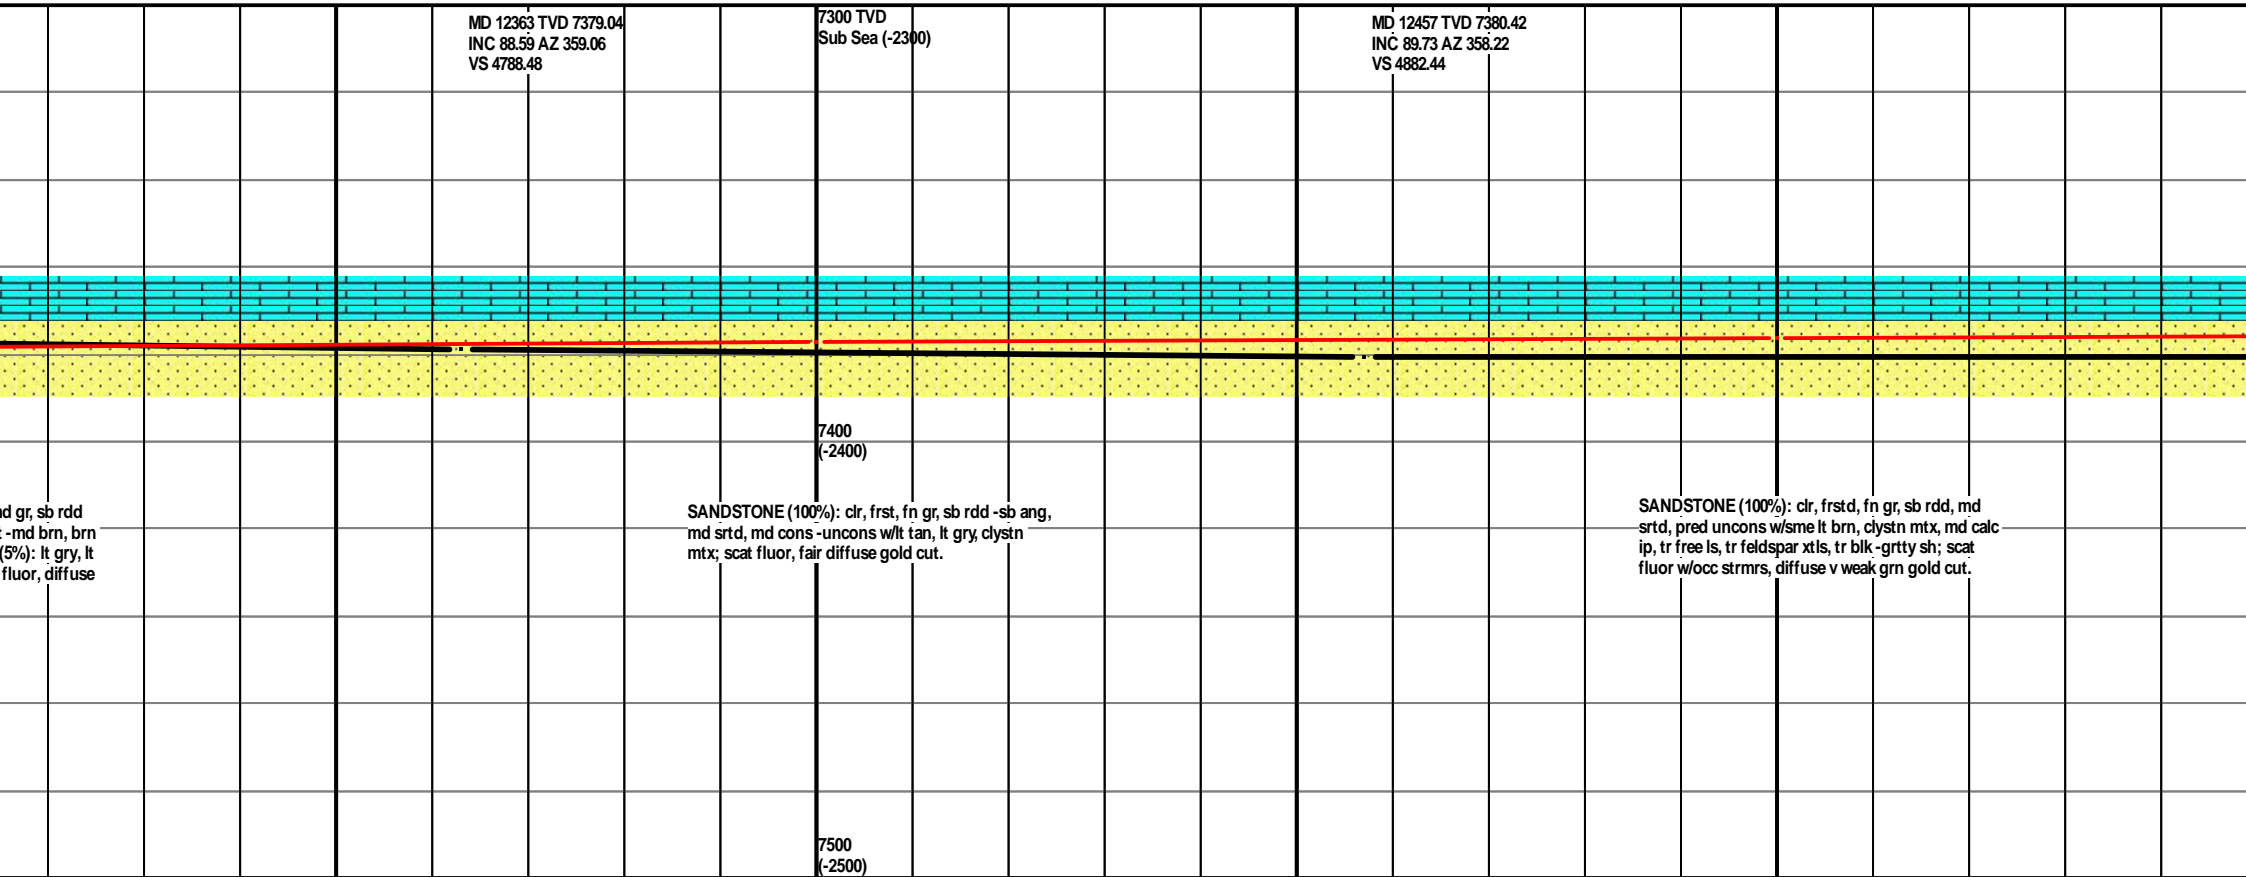 MD 12363 TVD 7379.04
INC 88.59 AZ 359.06
VS 4788.48
7300 TVD
Sub Sea (-2300)
MD 12457 TVD 7380.42
INC 89.73 AZ 358.22
VS 4882.44
7400
(-2400)
gr, sb rdd
-md brn, brn
(5%): lt gry, lt
fluor, diffuse
SANDSTONE (100%): clr, frst, fn gr, sb rdd -sb ang,
md srtd, md cons -uncons w/lt tan, lt gry, clystn
mtx; scat fluor, fair diffuse gold cut.
SANDSTONE (100%): clr, frstd, fn gr, sb rdd, md
srtd, pred uncons w/sme lt brn, clystn mtx, md calc
ip, tr free ls, tr feldspar xtls, tr blk -grtty sh; scat
fluor w/occ strmrs, diffuse v weak grn gold cut.
7500
(-2500)